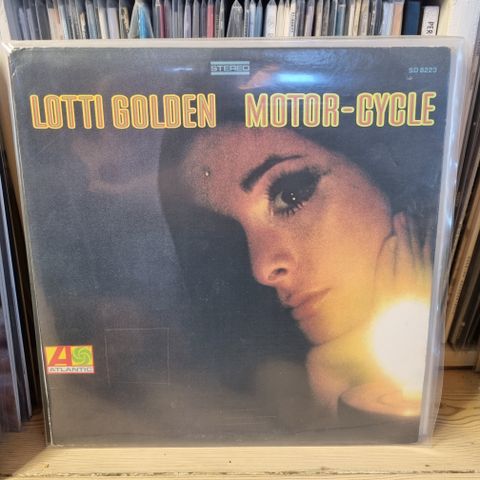 STEREO
SD 8223
LOTTI GOLDEN MOTOR-CYCLE
ATLANTIC